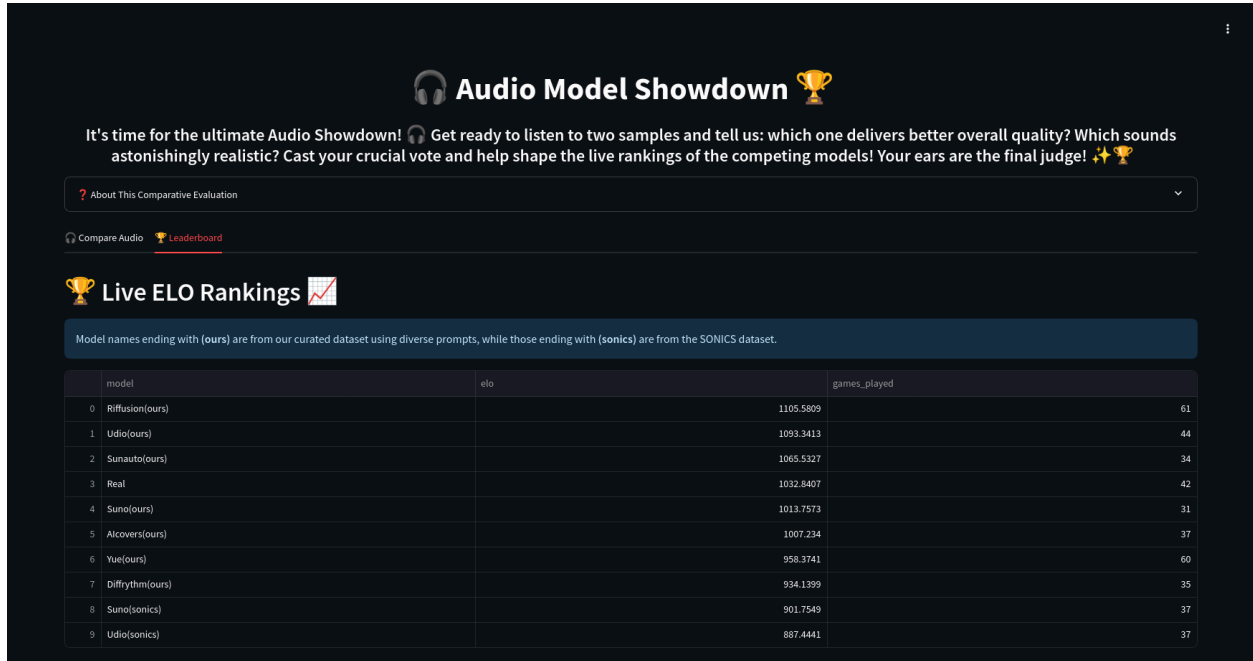 🎧 Audio Model Showdown 🏆
It's time for the ultimate Audio Showdown! 🎧 Get ready to listen to two samples and tell us: which one delivers better overall quality? Which sounds
astonishingly realistic? Cast your crucial vote and help shape the live rankings of the competing models! Your ears are the final judge! ✨🏆
❓ About This Comparative Evaluation
🎧 Compare Audio 🏆 Leaderboard
🏆 Live ELO Rankings 📈
Model names ending with (ours) are from our curated dataset using diverse prompts, while those ending with (sonics) are from the SONICS dataset.
model elo games_played
0 Riffusion(ours) 1105.5809 61
1 Udio(ours) 1093.3413 44
2 Sunauto(ours) 1065.5327 34
3 Real 1032.8407 42
4 Suno(ours) 1013.7573 31
5 AIcovers(ours) 1007.234 37
6 Yue(ours) 958.3741 60
7 Diffrythm(ours) 934.1399 35
8 Suno(sonics) 901.7549 37
9 Udio(sonics) 887.4441 37